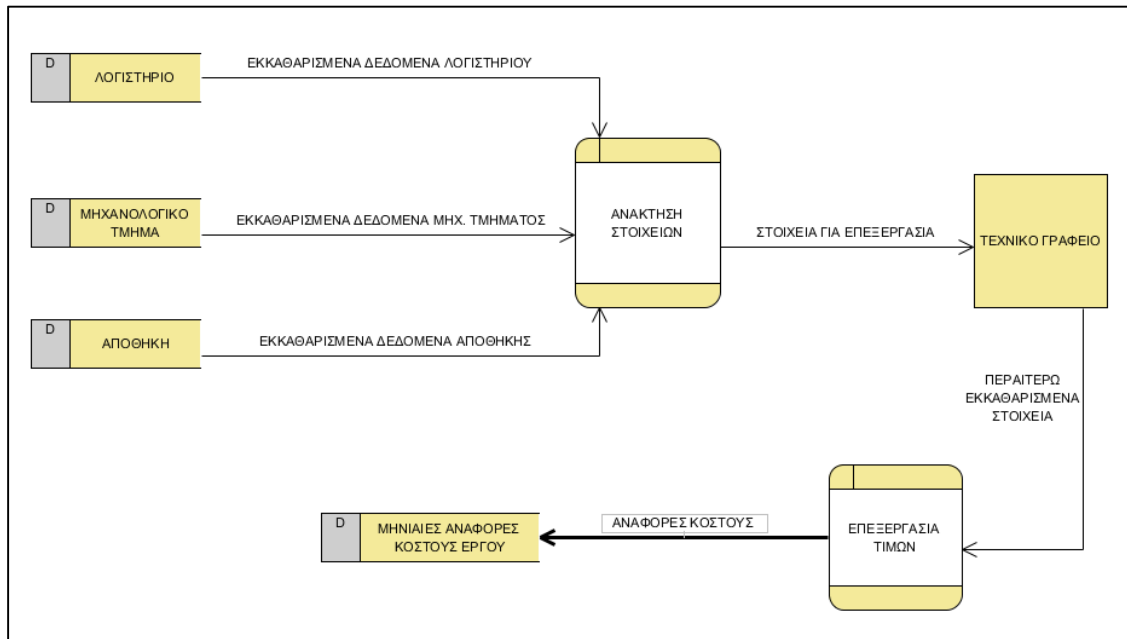 D
ΛΟΓΙΣΤΗΡΙΟ
ΕΚΚΑΘΑΡΙΣΜΕΝΑ ΔΕΔΟΜΕΝΑ ΛΟΓΙΣΤΗΡΙΟΥ
D
ΜΗΧΑΝΟΛΟΓΙΚΟ
ΤΜΗΜΑ
ΕΚΚΑΘΑΡΙΣΜΕΝΑ ΔΕΔΟΜΕΝΑ ΜΗΧ. ΤΜΗΜΑΤΟΣ
ΑΝΑΚΤΗΣΗ
ΣΤΟΙΧΕΙΩΝ
ΣΤΟΙΧΕΙΑ ΓΙΑ ΕΠΕΞΕΡΓΑΣΙΑ
ΤΕΧΝΙΚΟ ΓΡΑΦΕΙΟ
D
ΑΠΟΘΗΚΗ
ΕΚΚΑΘΑΡΙΣΜΕΝΑ ΔΕΔΟΜΕΝΑ ΑΠΟΘΗΚΗΣ
ΠΕΡΑΙΤΕΡΩ
ΕΚΚΑΘΑΡΙΣΜΕΝΑ
ΣΤΟΙΧΕΙΑ
D
ΜΗΝΙΑΙΕΣ ΑΝΑΦΟΡΕΣ
ΚΟΣΤΟΥΣ ΕΡΓΟΥ
ΑΝΑΦΟΡΕΣ ΚΟΣΤΟΥΣ
ΕΠΕΞΕΡΓΑΣΙΑ
ΤΙΜΩΝ